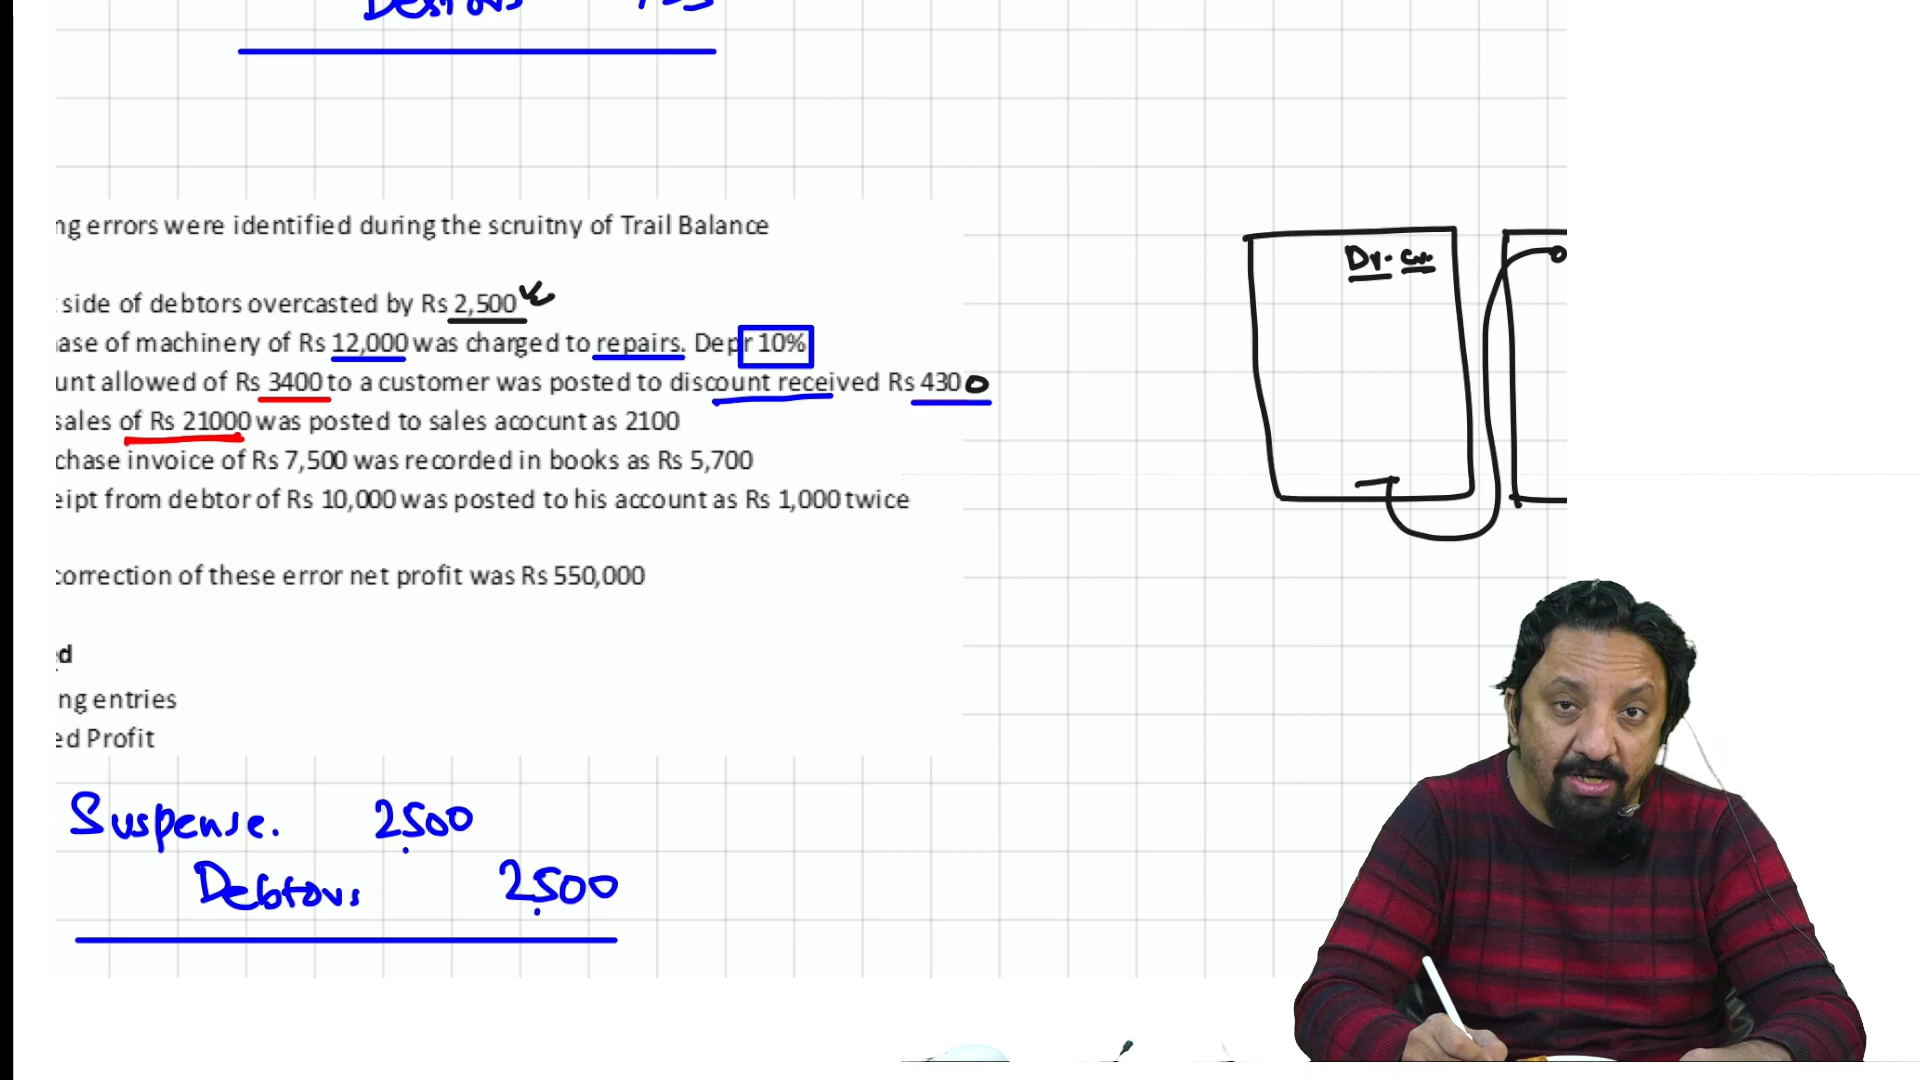 Debtors
ng errors were identified during the scruitny of Trail Balance
side of debtors overcasted by Rs 2,500
ase of machinery of Rs 12,000 was charged to repairs. Depr 10%
unt allowed of Rs 3400 to a customer was posted to discount received Rs 4300
sales of Rs 21000 was posted to sales acocunt as 2100
chase invoice of Rs 7,500 was recorded in books as Rs 5,700
eipt from debtor of Rs 10,000 was posted to his account as Rs 1,000 twice
correction of these error net profit was Rs 550,000
d
ng entries
ed Profit
Dr. Cr.
Suspense. 2500
Debtors 2500